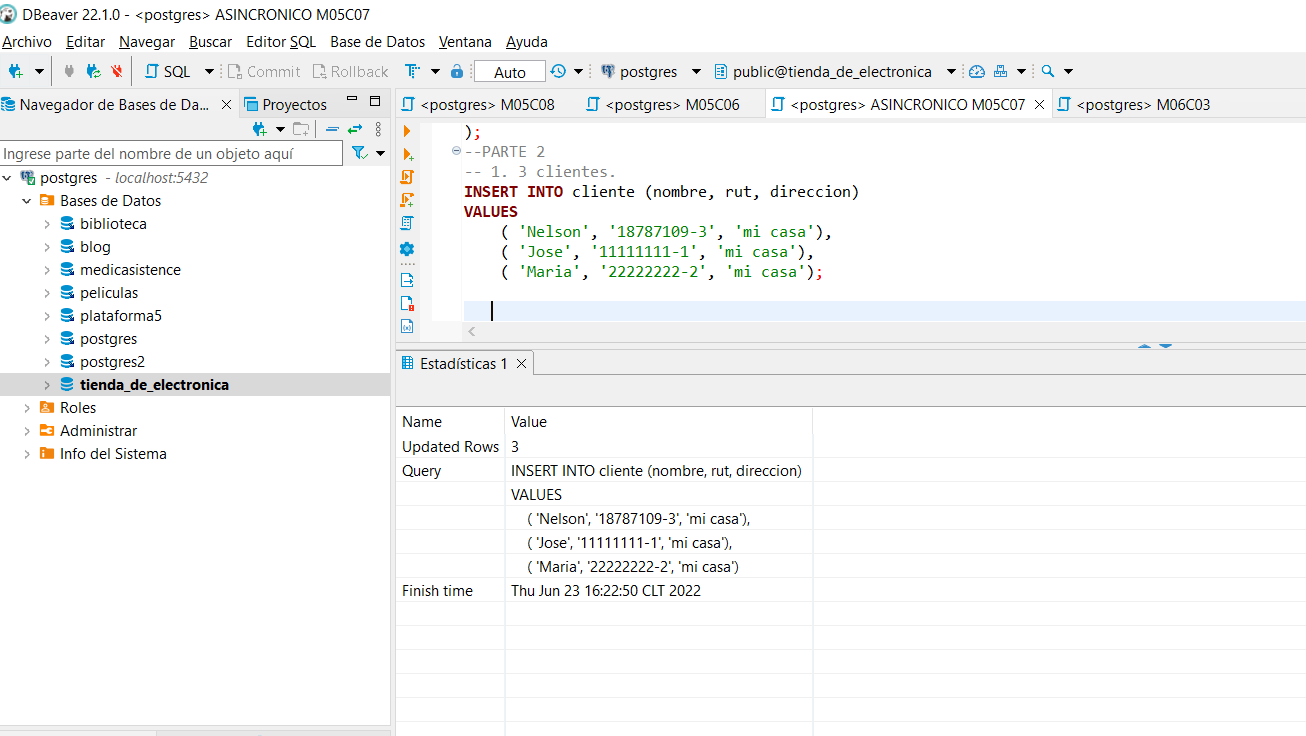 DBeaver 22.1.0 - <postgres> ASINCRONICO M05C07
Archivo Editar Navegar Buscar Editor SQL Base de Datos Ventana Ayuda
SQL Commit Rollback Auto postgres public@tienda_de_electronica
Navegador de Bases de Da... Proyectos
<postgres> M05C08 <postgres> M05C06 <postgres> ASINCRONICO M05C07 <postgres> M06C03
Ingrese parte del nombre de un objeto aquí
postgres - localhost:5432
Bases de Datos
biblioteca
blog
medicasistence
peliculas
plataforma5
postgres
postgres2
tienda_de_electronica
Roles
Administrar
Info del Sistema
);
--PARTE 2
-- 1. 3 clientes.
INSERT INTO cliente (nombre, rut, direccion)
VALUES
( 'Nelson', '18787109-3', 'mi casa'),
( 'Jose', '11111111-1', 'mi casa'),
( 'Maria', '22222222-2', 'mi casa');
Estadísticas 1
Name Value
Updated Rows 3
Query INSERT INTO cliente (nombre, rut, direccion)
VALUES
( 'Nelson', '18787109-3', 'mi casa'),
( 'Jose', '11111111-1', 'mi casa'),
( 'Maria', '22222222-2', 'mi casa')
Finish time Thu Jun 23 16:22:50 CLT 2022